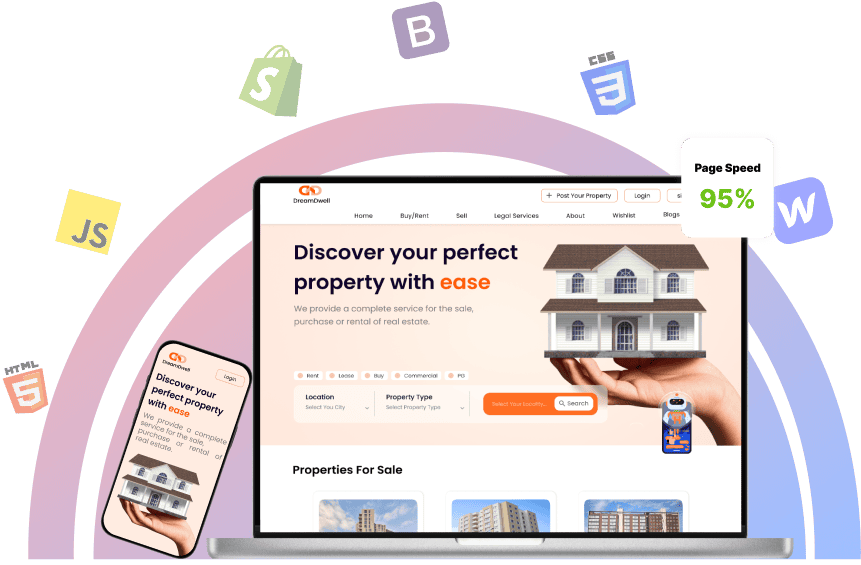 B
S
CSS
3
Page Speed
95%
W
JS
HTML
5
DreamDwell
+ Post Your Property
Login
Home
Buy/Rent
Sell
Legal Services
About
Wishlist
Blogs
Discover your perfect
property with ease
We provide a complete service for the sale,
purchase or rental of real estate.
Rent
Lease
Buy
Commercial
PG
Location
Select You City
Property Type
Select Property Type
Select Your Locality...
Search
Properties For Sale
DreamDwell
Login
Discover your
perfect property
with ease
We provide a complete
service for the sale,
purchase or rental of
real estate.